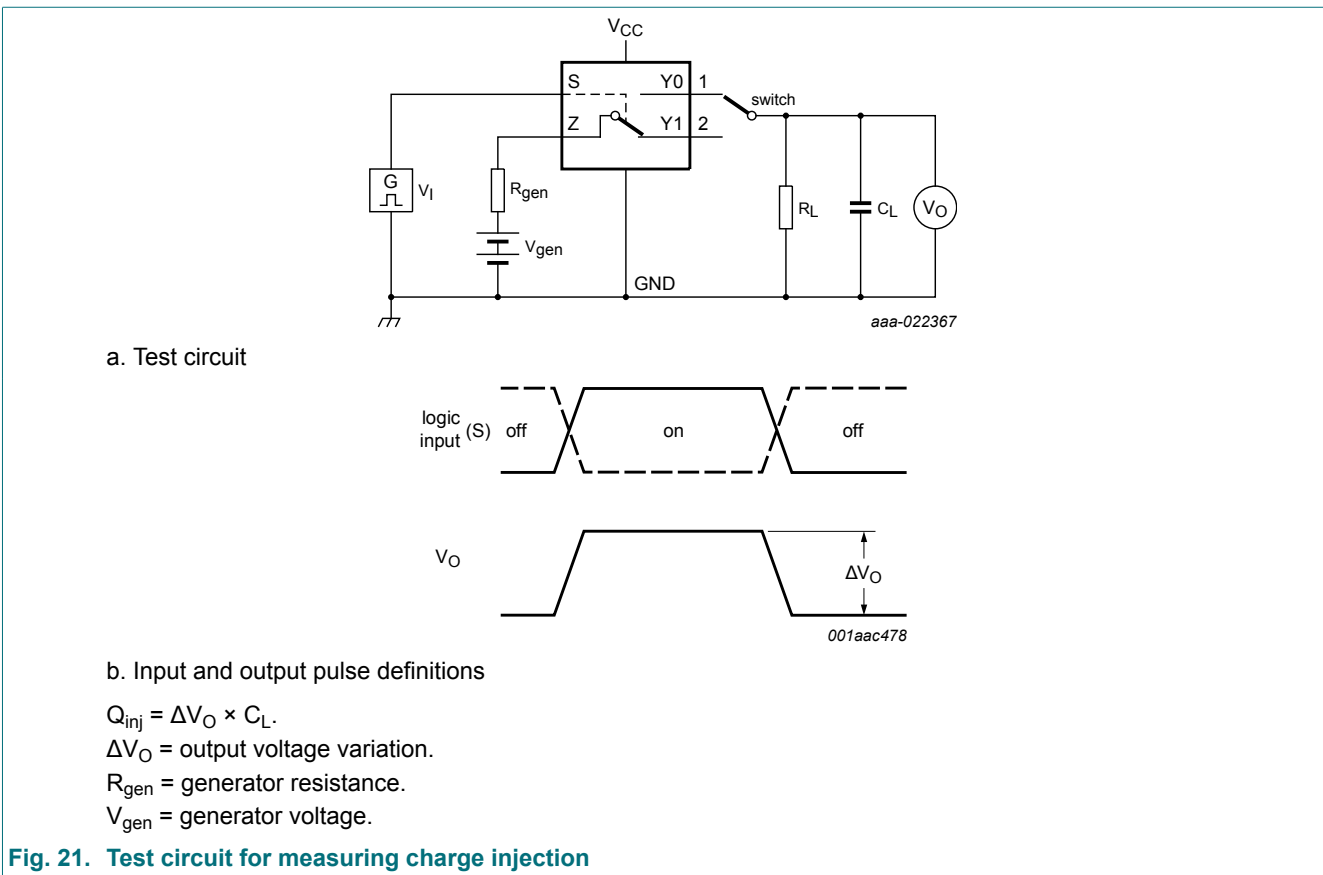 VCC
S
Y0
1
switch
Z
Y1
2
G
VI
Rgen
Vgen
RL
CL
VO
GND
aaa-022367
a. Test circuit
logic
input
(S)
off
on
off
VO
ΔVO
001aac478
b. Input and output pulse definitions
Qinj = ΔVO × CL.
ΔVO = output voltage variation.
Rgen = generator resistance.
Vgen = generator voltage.
Fig. 21. Test circuit for measuring charge injection